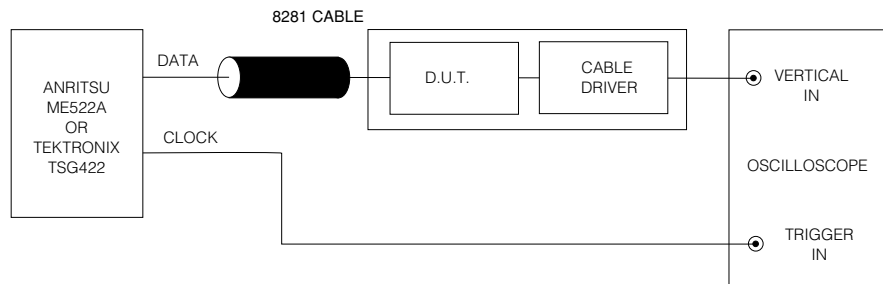 8281 CABLE
DATA
ANRITSU
ME522A
OR
TEKTRONIX
TSG422
CLOCK
D.U.T.
CABLE
DRIVER
VERTICAL
IN
OSCILLOSCOPE
TRIGGER
IN